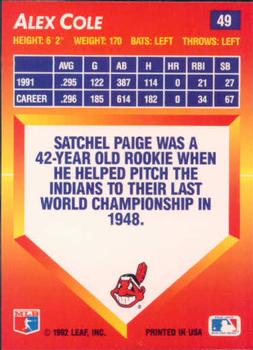 ALEX COLE 49
HEIGHT: 6' 2" WEIGHT: 170 BATS: LEFT THROWS: LEFT
AVG G AB H HR RBI SB
1991 .295 122 387 114 0 21 27
CAREER .296 185 614 182 0 34 67
SATCHEL PAIGE WAS A
42-YEAR OLD ROOKIE WHEN
HE HELPED PITCH THE
INDIANS TO THEIR LAST
WORLD CHAMPIONSHIP IN
1948.
MLB
© 1992 LEAF, INC. PRINTED IN USA